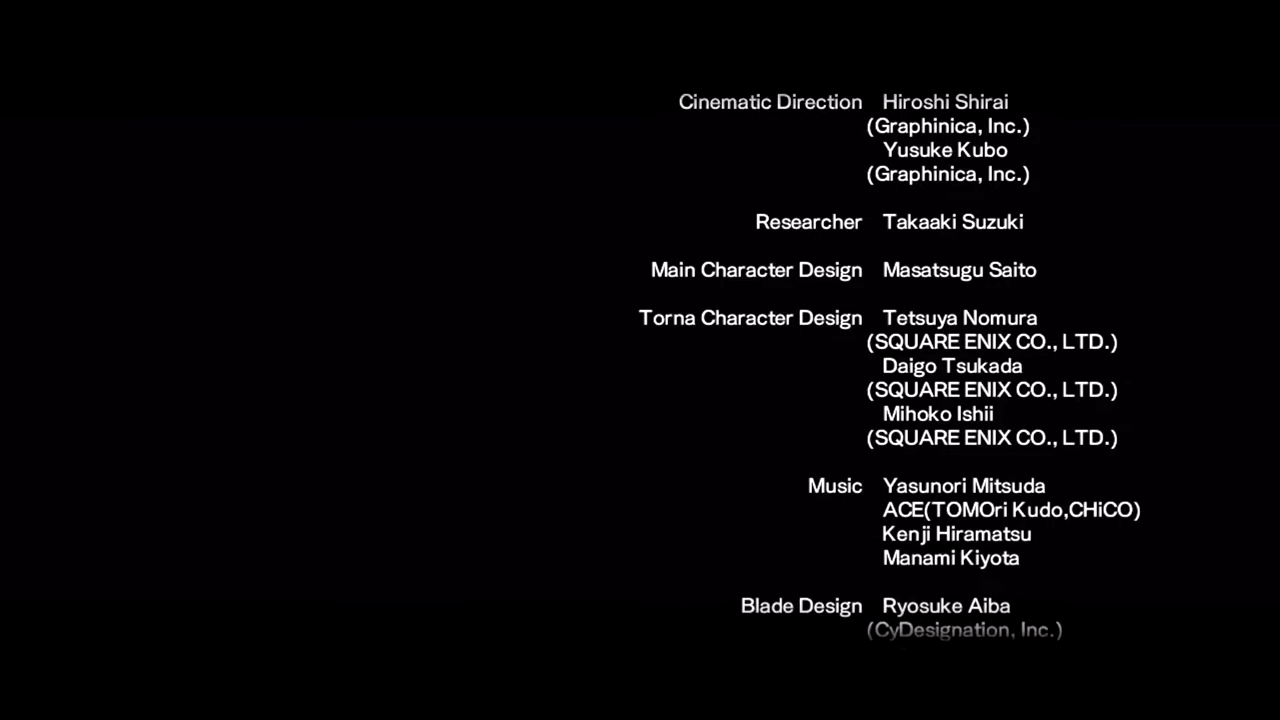 Cinematic Direction Hiroshi Shirai
(Graphinica, Inc.)
Yusuke Kubo
(Graphinica, Inc.)
Researcher Takaaki Suzuki
Main Character Design Masatsugu Saito
Torna Character Design Tetsuya Nomura
(SQUARE ENIX CO., LTD.)
Daigo Tsukada
(SQUARE ENIX CO., LTD.)
Mihoko Ishii
(SQUARE ENIX CO., LTD.)
Music Yasunori Mitsuda
ACE(TOMOri Kudo,CHiCO)
Kenji Hiramatsu
Manami Kiyota
Blade Design Ryosuke Aiba
(CyDesignation, Inc.)